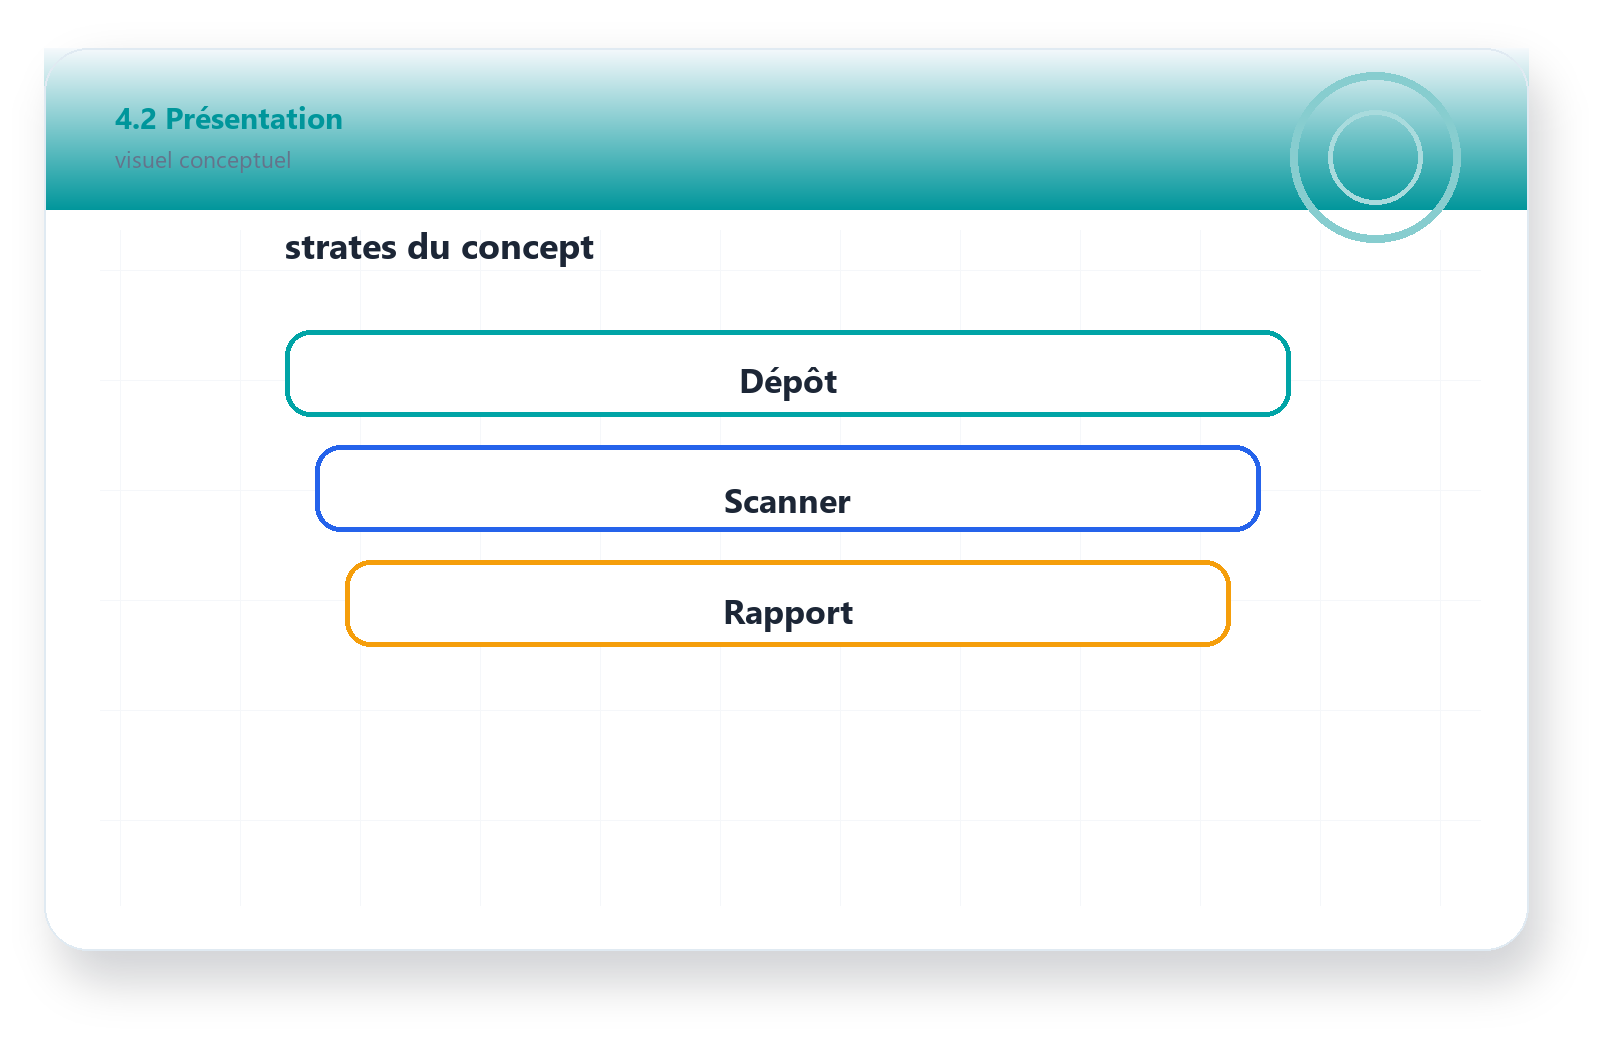 4.2 Présentation
visuel conceptuel
strates du concept
Dépôt
Scanner
Rapport